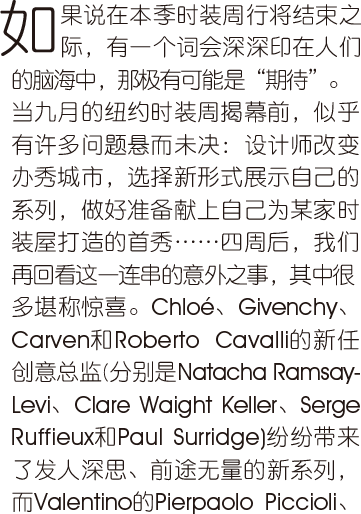 如果说在本季时装周行将结束之
际，有一个词会深深印在人们
的脑海中，那极有可能是“期待”。
当九月的纽约时装周揭幕前，似乎
有许多问题悬而未决：设计师改变
办秀城市，选择新形式展示自己的
系列，做好准备献上自己为某家时
装屋打造的首秀……四周后，我们
再回看这一连串的意外之事，其中很
多堪称惊喜。Chloé、Givenchy、
Carven和Roberto Cavalli的新任
创意总监(分别是Natacha Ramsay-
Levi、Clare Waight Keller、Serge
Ruffieux和Paul Surridge)纷纷带来
了发人深思、前途无量的新系列，
而Valentino的Pierpaolo Piccioli、